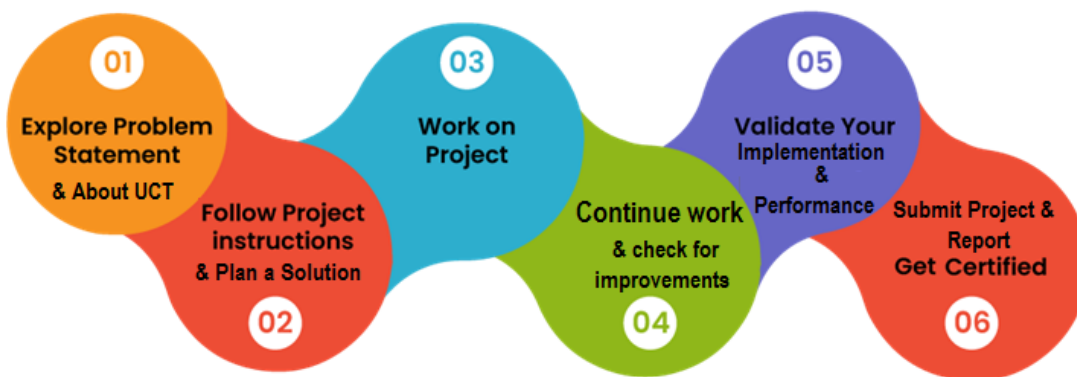 01
Explore Problem
Statement
& About UCT
Follow Project
instructions
& Plan a Solution
02
03
Work on
Project
Continue work
& check for
improvements
04
05
Validate Your
Implementation
&
Performance
Submit Project &
Report
Get Certified
06